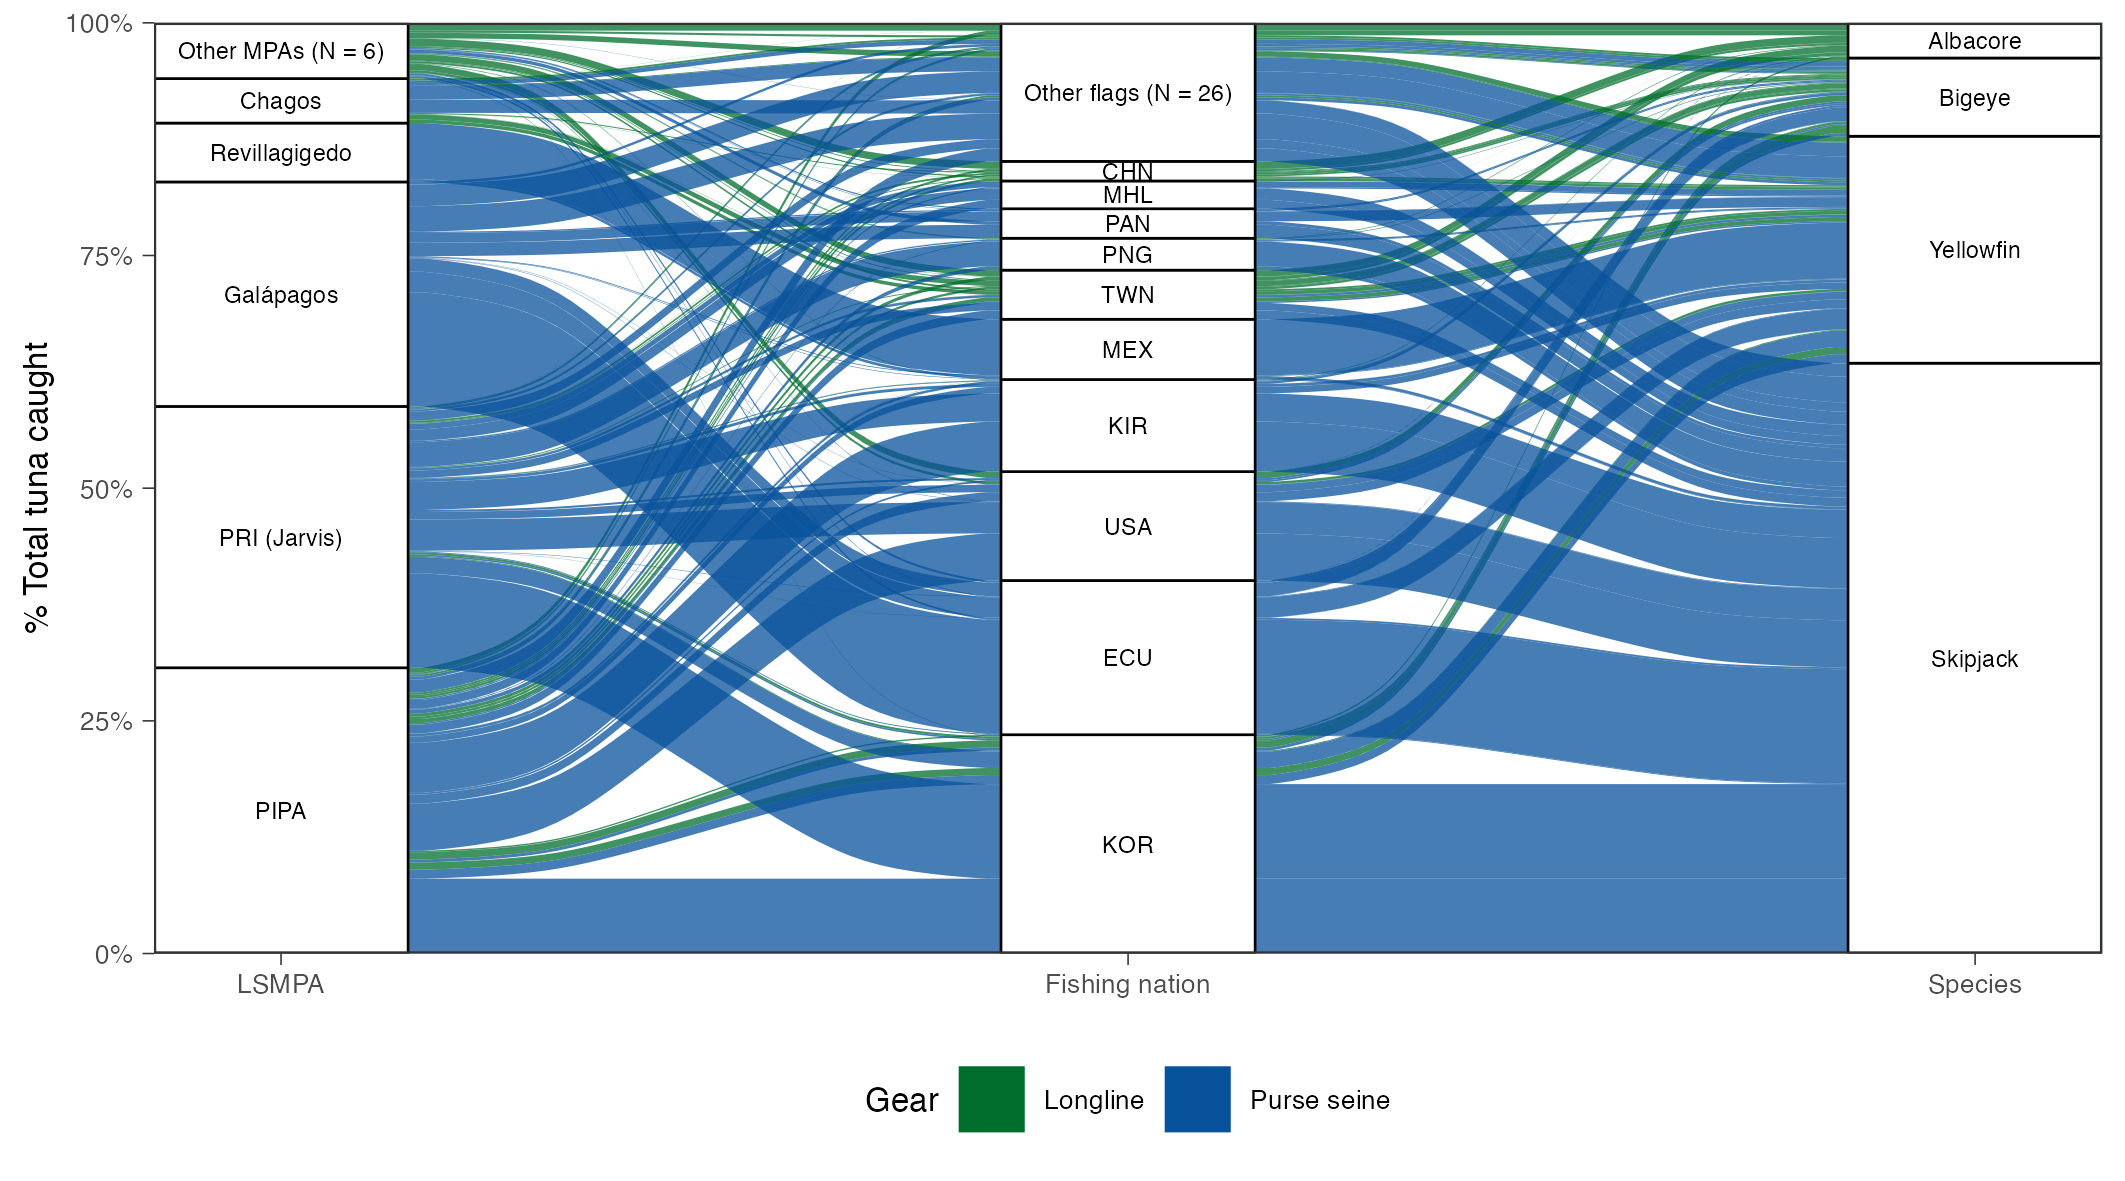 % Total tuna caught
100%
75%
50%
25%
0%
Other MPAs (N = 6)
Chagos
Revillagigedo
Galápagos
PRI (Jarvis)
PIPA
Other flags (N = 26)
CHN
MHL
PAN
PNG
TWN
MEX
KIR
USA
ECU
KOR
Albacore
Bigeye
Yellowfin
Skipjack
LSMPA
Fishing nation
Species
Gear
Longline
Purse seine